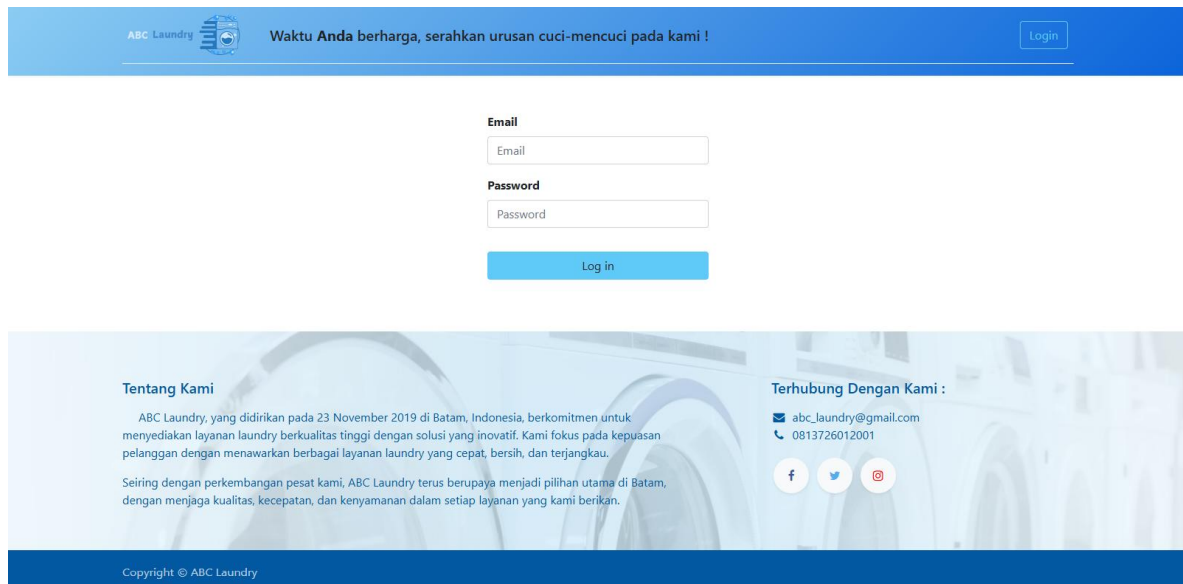 ABC Laundry
Waktu Anda berharga, serahkan urusan cuci-mencuci pada kami !
Login
Email
Email
Password
Password
Log in
Tentang Kami
ABC Laundry, yang didirikan pada 23 November 2019 di Batam, Indonesia, berkomitmen untuk
menyediakan layanan laundry berkualitas tinggi dengan solusi yang inovatif. Kami fokus pada kepuasan
pelanggan dengan menawarkan berbagai layanan laundry yang cepat, bersih, dan terjangkau.
Seiring dengan perkembangan pesat kami, ABC Laundry terus berupaya menjadi pilihan utama di Batam,
dengan menjaga kualitas, kecepatan, dan kenyamanan dalam setiap layanan yang kami berikan.
Terhubung Dengan Kami :
abc_laundry@gmail.com
0813726012001
Copyright © ABC Laundry